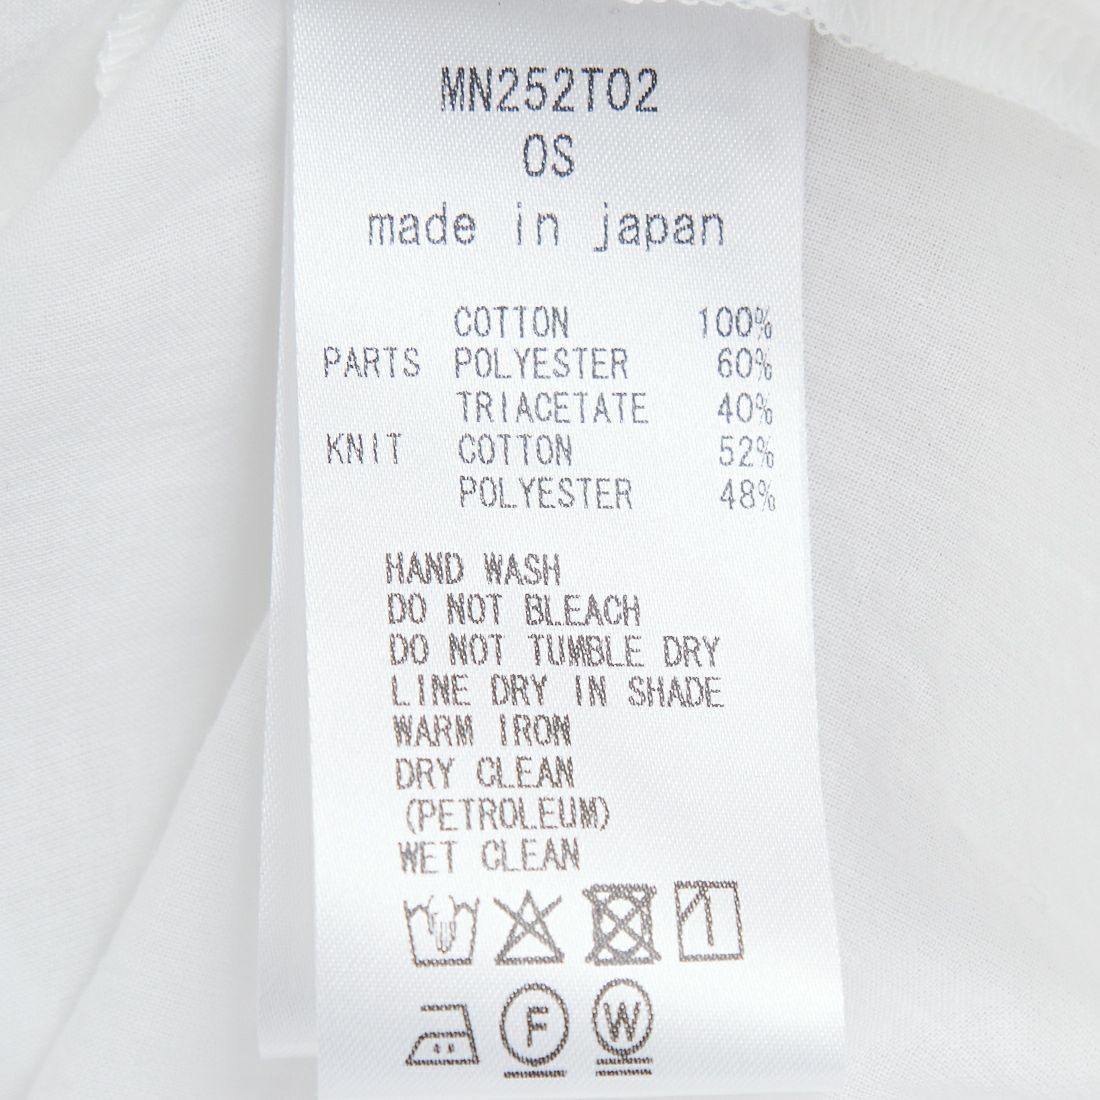 MN252T02
OS
made in japan
COTTON 100%
PARTS POLYESTER 60%
TRIACETATE 40%
KNIT COTTON 52%
POLYESTER 48%
HAND WASH
DO NOT BLEACH
DO NOT TUMBLE DRY
LINE DRY IN SHADE
WARM IRON
DRY CLEAN
(PETROLEUM)
WET CLEAN
F W